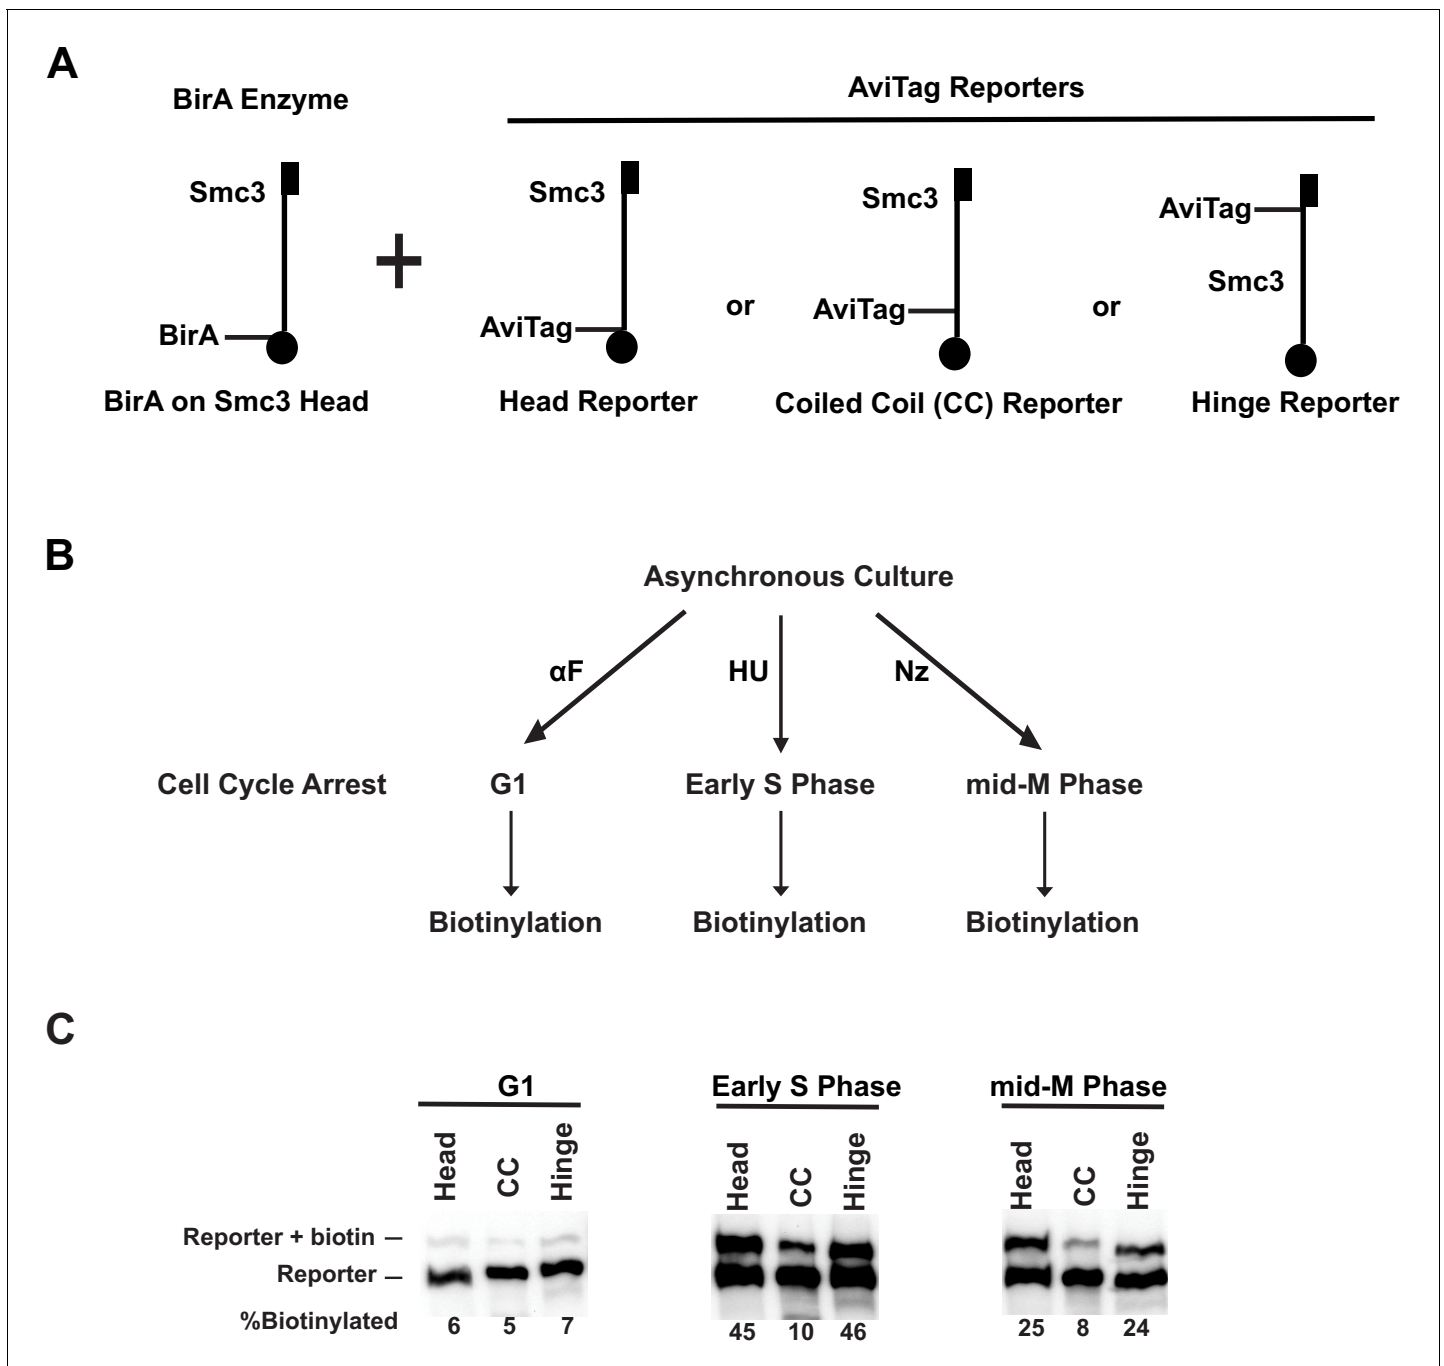 A
BirA Enzyme
AviTag Reporters
Smc3
Smc3
Smc3
AviTag
Smc3
+
BirA
AviTag
or
AviTag
or
BirA on Smc3 Head
Head Reporter
Coiled Coil (CC) Reporter
Hinge Reporter
B
Asynchronous Culture
αF
HU
Nz
Cell Cycle Arrest
G1
Early S Phase
mid-M Phase
Biotinylation
Biotinylation
Biotinylation
C
G1
Early S Phase
mid-M Phase
Head
CC
Hinge
Head
CC
Hinge
Head
CC
Hinge
Reporter + biotin
Reporter
%Biotinylated
6 5 7
45 10 46
25 8 24